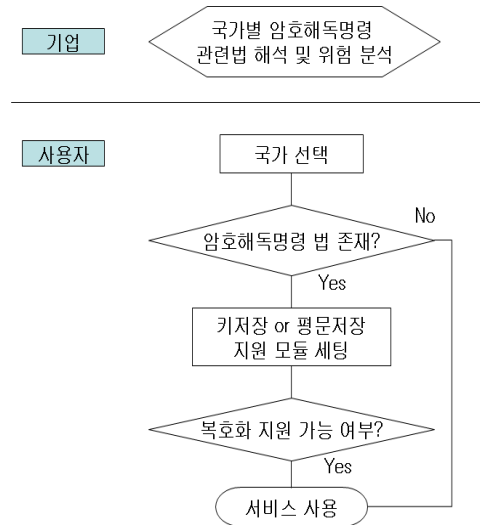 기업
국가별 암호해독명령
관련법 해석 및 위험 분석
사용자
국가 선택
No
암호해독명령 법 존재?
Yes
키저장 or 평문저장
지원 모듈 세팅
복호화 지원 가능 여부?
Yes
서비스 사용